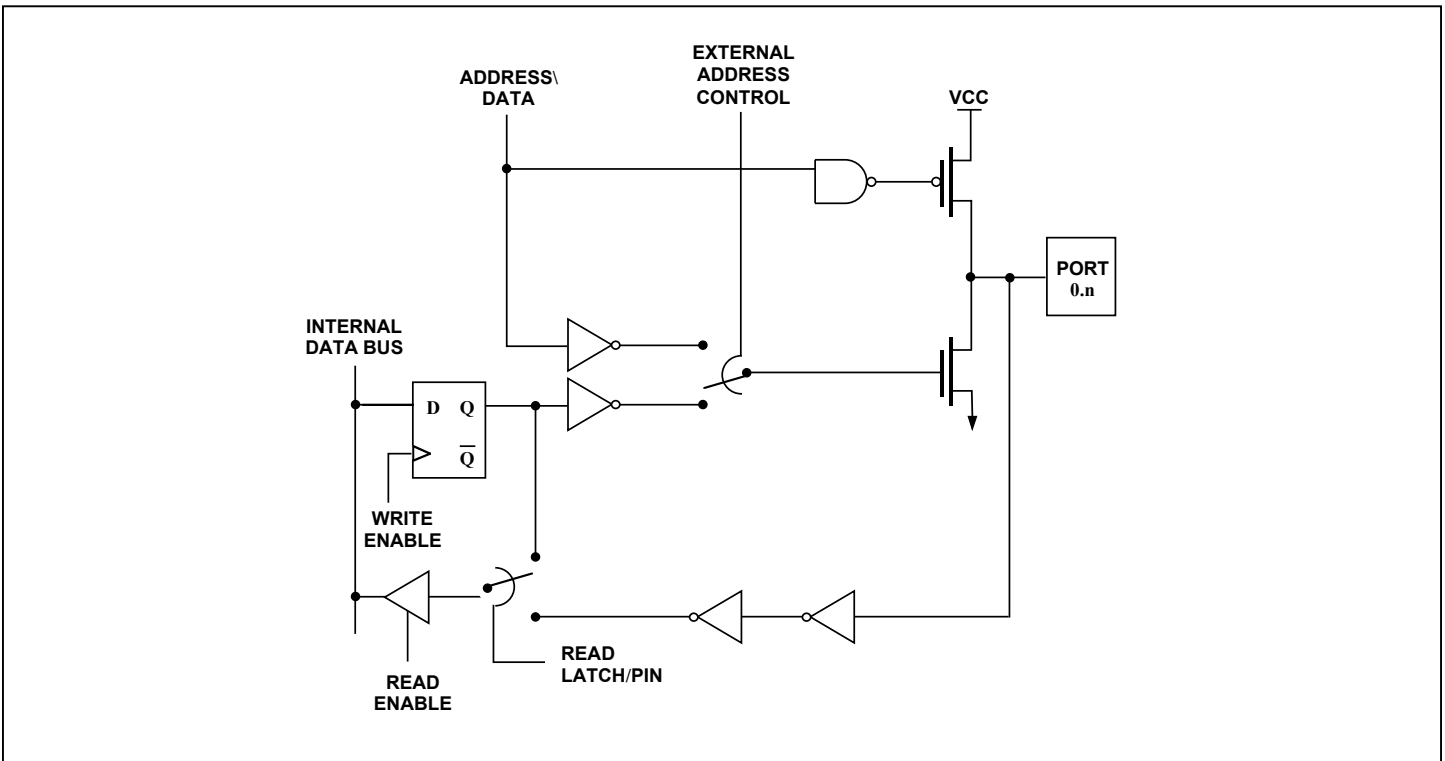 EXTERNAL
ADDRESS
CONTROL
ADDRESS\
DATA
VCC
PORT
0.n
INTERNAL
DATA BUS
D Q
Q̅
WRITE
ENABLE
READ
LATCH/PIN
READ
ENABLE